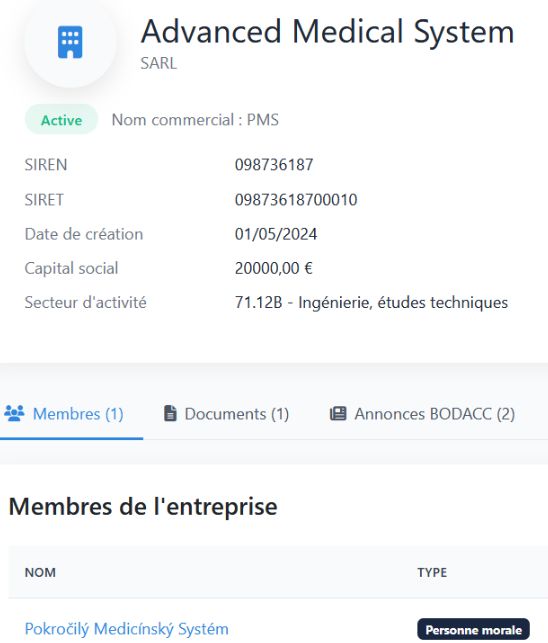 Advanced Medical System
SARL
Active Nom commercial : PMS
SIREN 098736187
SIRET 09873618700010
Date de création 01/05/2024
Capital social 20000,00 €
Secteur d'activité 71.12B - Ingénierie, études techniques
Membres (1) Documents (1) Annonces BODACC (2)
Membres de l'entreprise
NOM TYPE
Pokročilý Medicínský Systém Personne morale